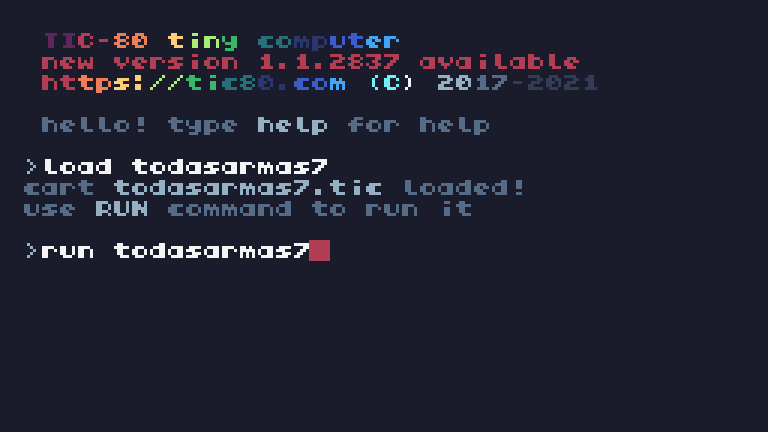 TIC-80 tiny computer
new version 1.1.2837 available
https://tic80.com (C) 2017-2021
hello! type help for help
>load todasarmas7
cart todasarmas7.tic loaded!
use RUN command to run it
>run todasarmas7